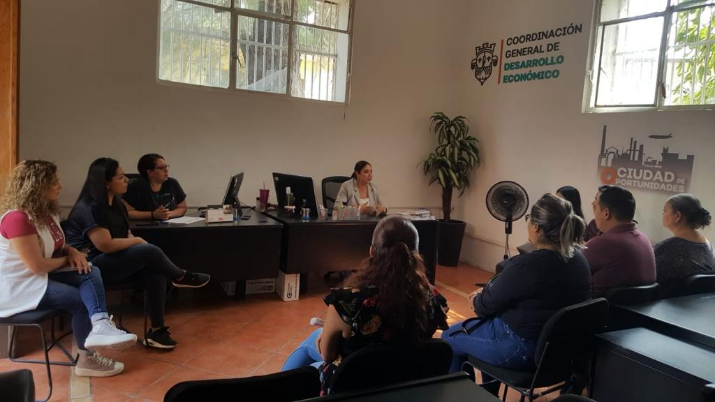 COORDINACIÓN
GENERAL DE
DESARROLLO
ECONÓMICO
CIUDAD DE
OPORTUNIDADES